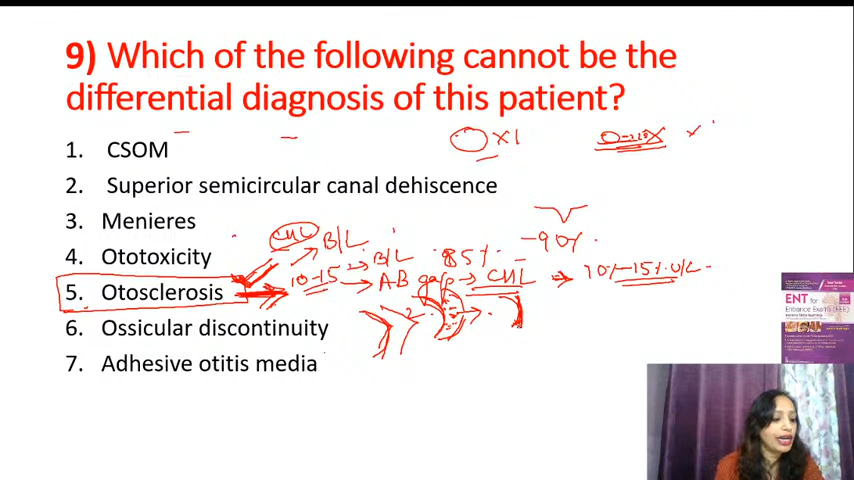 9) Which of the following cannot be the
differential diagnosis of this patient?
1. CSOM
2. Superior semicircular canal dehiscence
3. Menieres
4. Ototoxicity
5. Otosclerosis
6. Ossicular discontinuity
7. Adhesive otitis media
CHL B/L
B/L 85%
-90%
10-15 AB gap CHL 10%-15% U/L
ENT for
Entrance Exams (EEE)